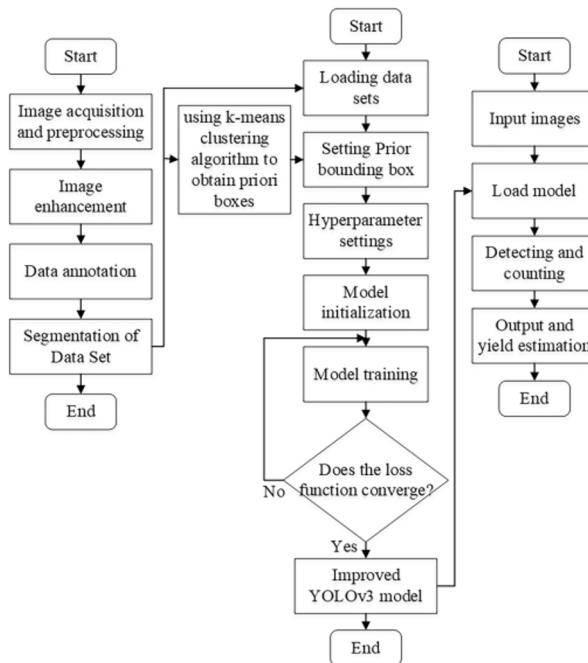 Start
Image acquisition
and preprocessing
Image
enhancement
Data annotation
Segmentation of
Data Set
End
using k-means
clustering
algorithm to
obtain priori
boxes
Start
Loading data
sets
Setting Prior
bounding box
Hyperparameter
settings
Model
initialization
Model training
Does the loss
function converge?
No
Yes
Improved
YOLOv3 model
End
Start
Input images
Load model
Detecting and
counting
Output and
yield estimation
End